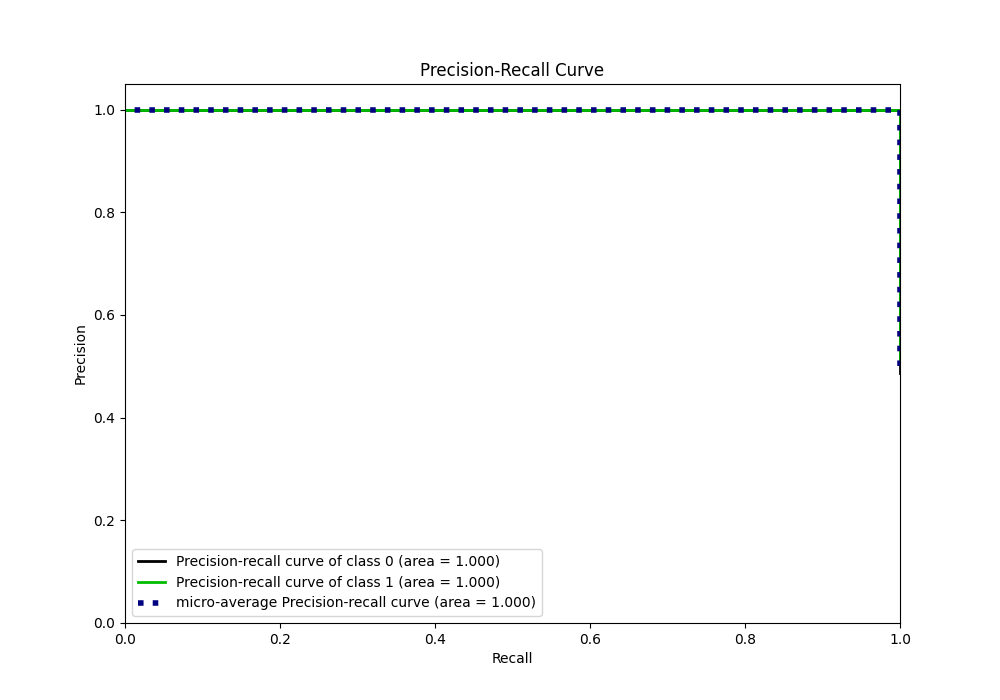 Precision-Recall Curve
1.0
0.8
0.6
0.4
0.2
0.0
Precision
Precision-recall curve of class 0 (area = 1.000)
Precision-recall curve of class 1 (area = 1.000)
micro-average Precision-recall curve (area = 1.000)
0.0 0.2 0.4 0.6 0.8 1.0
Recall